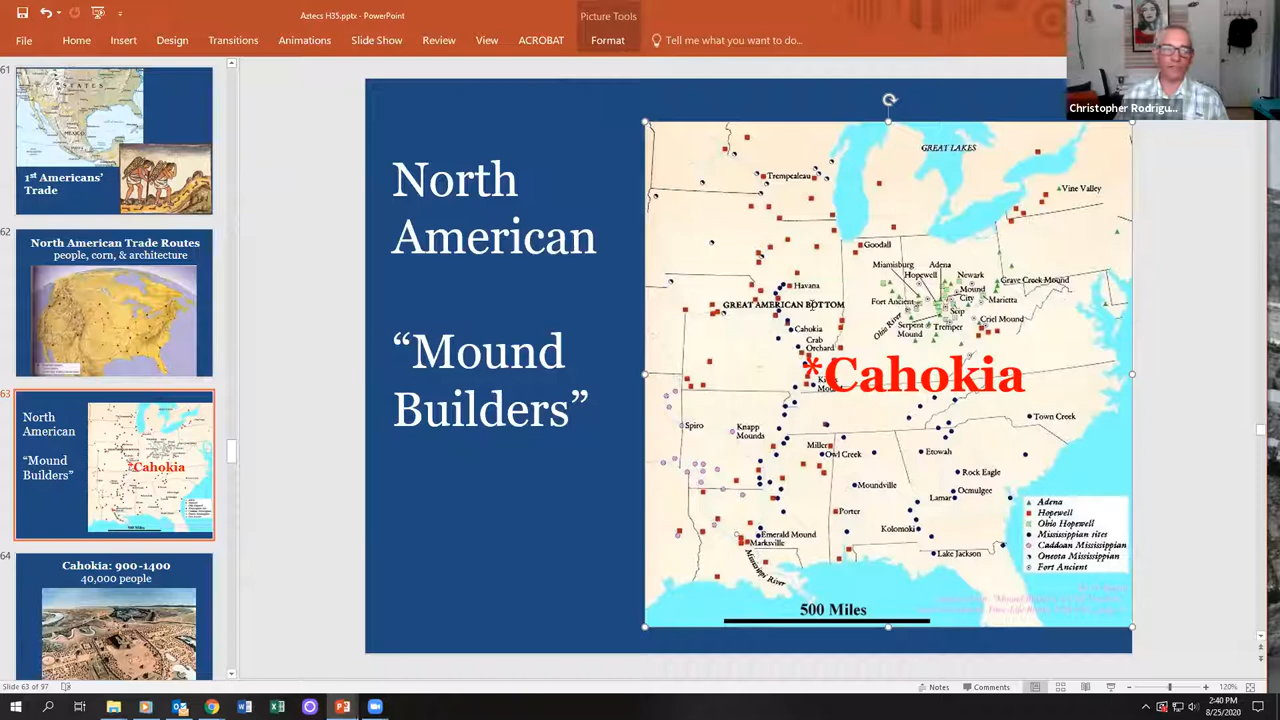 Aztecs H35.pptx - PowerPoint
Picture Tools
File
Home
Insert
Design
Transitions
Animations
Slide Show
Review
View
ACROBAT
Format
Tell me what you want to do...
Christopher Rodrigu...
61
1st Americans'
Trade
62
North American Trade Routes
people, corn, & architecture
63
North
American
"Mound
Builders"
*Cahokia
500 Miles
64
Cahokia: 900-1400
40,000 people
North
American
"Mound
Builders"
GREAT LAKES
Trempealeau
Vine Valley
Goodall
Miamisburg
Adena
Hopewell
Newark
Mound
City
Grave Creek Mound
Havana
GREAT AMERICAN BOTTOM
Fort Ancient
Marietta
Seip
Ohio River
Serpent
Mound
Tremper
Criel Mound
Cahokia
Crab
Orchard
*Cahokia
Town Creek
Spiro
Knapp
Mounds
Miller
Owl Creek
Etowah
Rock Eagle
Moundville
Lamar
Ocmulgee
Porter
Kolomoki
Emerald Mound
Marksville
Lake Jackson
Mississippi River
Adena
Hopewell
Ohio Hopewell
Mississippian sites
Caddoan Mississippian
Oneota Mississippian
Fort Ancient
500 Miles
Slide 63 of 97
Notes
Comments
120%
2:40 PM
8/25/2020